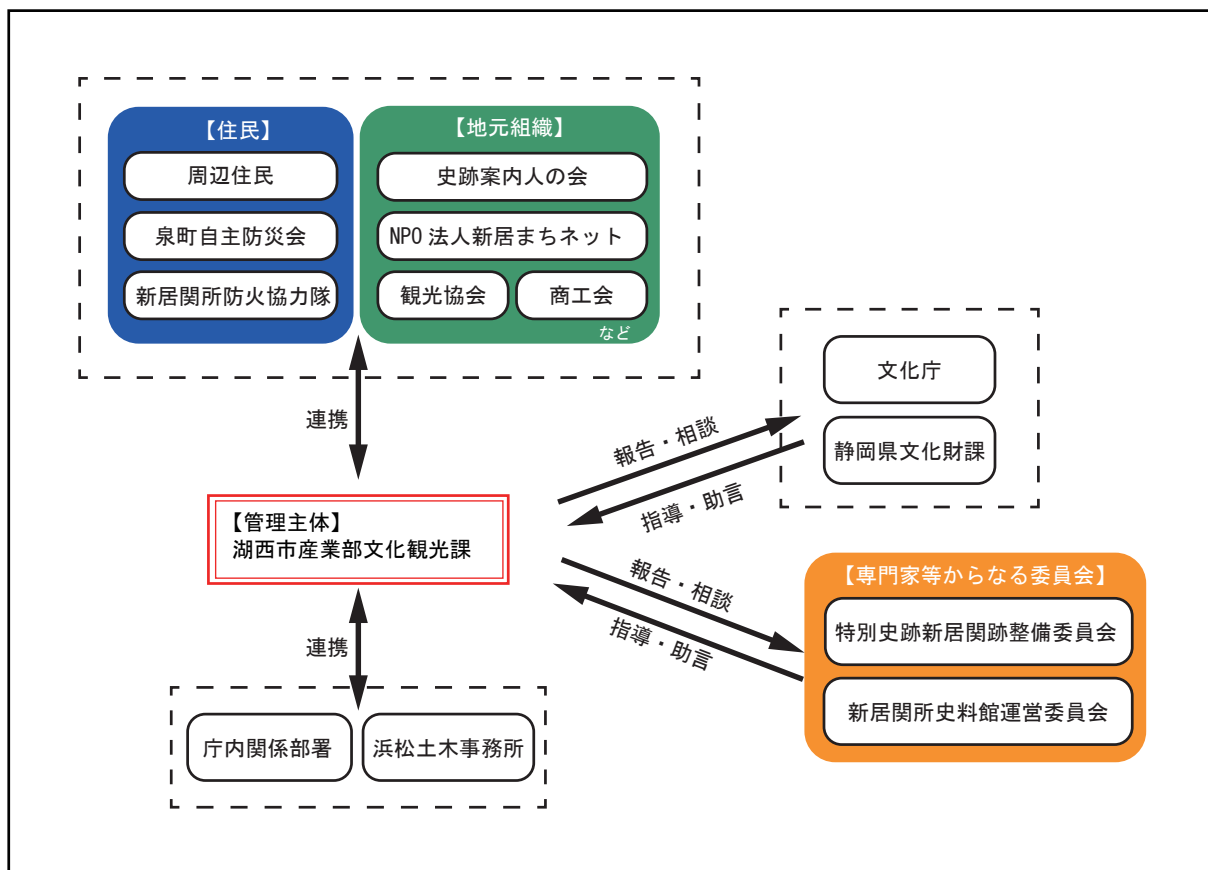 【住民】
周辺住民
泉町自主防災会
新居関所防火協力隊
【地元組織】
史跡案内人の会
NPO法人新居まちネット
観光協会
商工会
など
連携
文化庁
静岡県文化財課
報告・相談
指導・助言
【管理主体】
湖西市産業部文化観光課
報告・相談
指導・助言
【専門家等からなる委員会】
特別史跡新居関跡整備委員会
新居関所史料館運営委員会
連携
庁内関係部署
浜松土木事務所